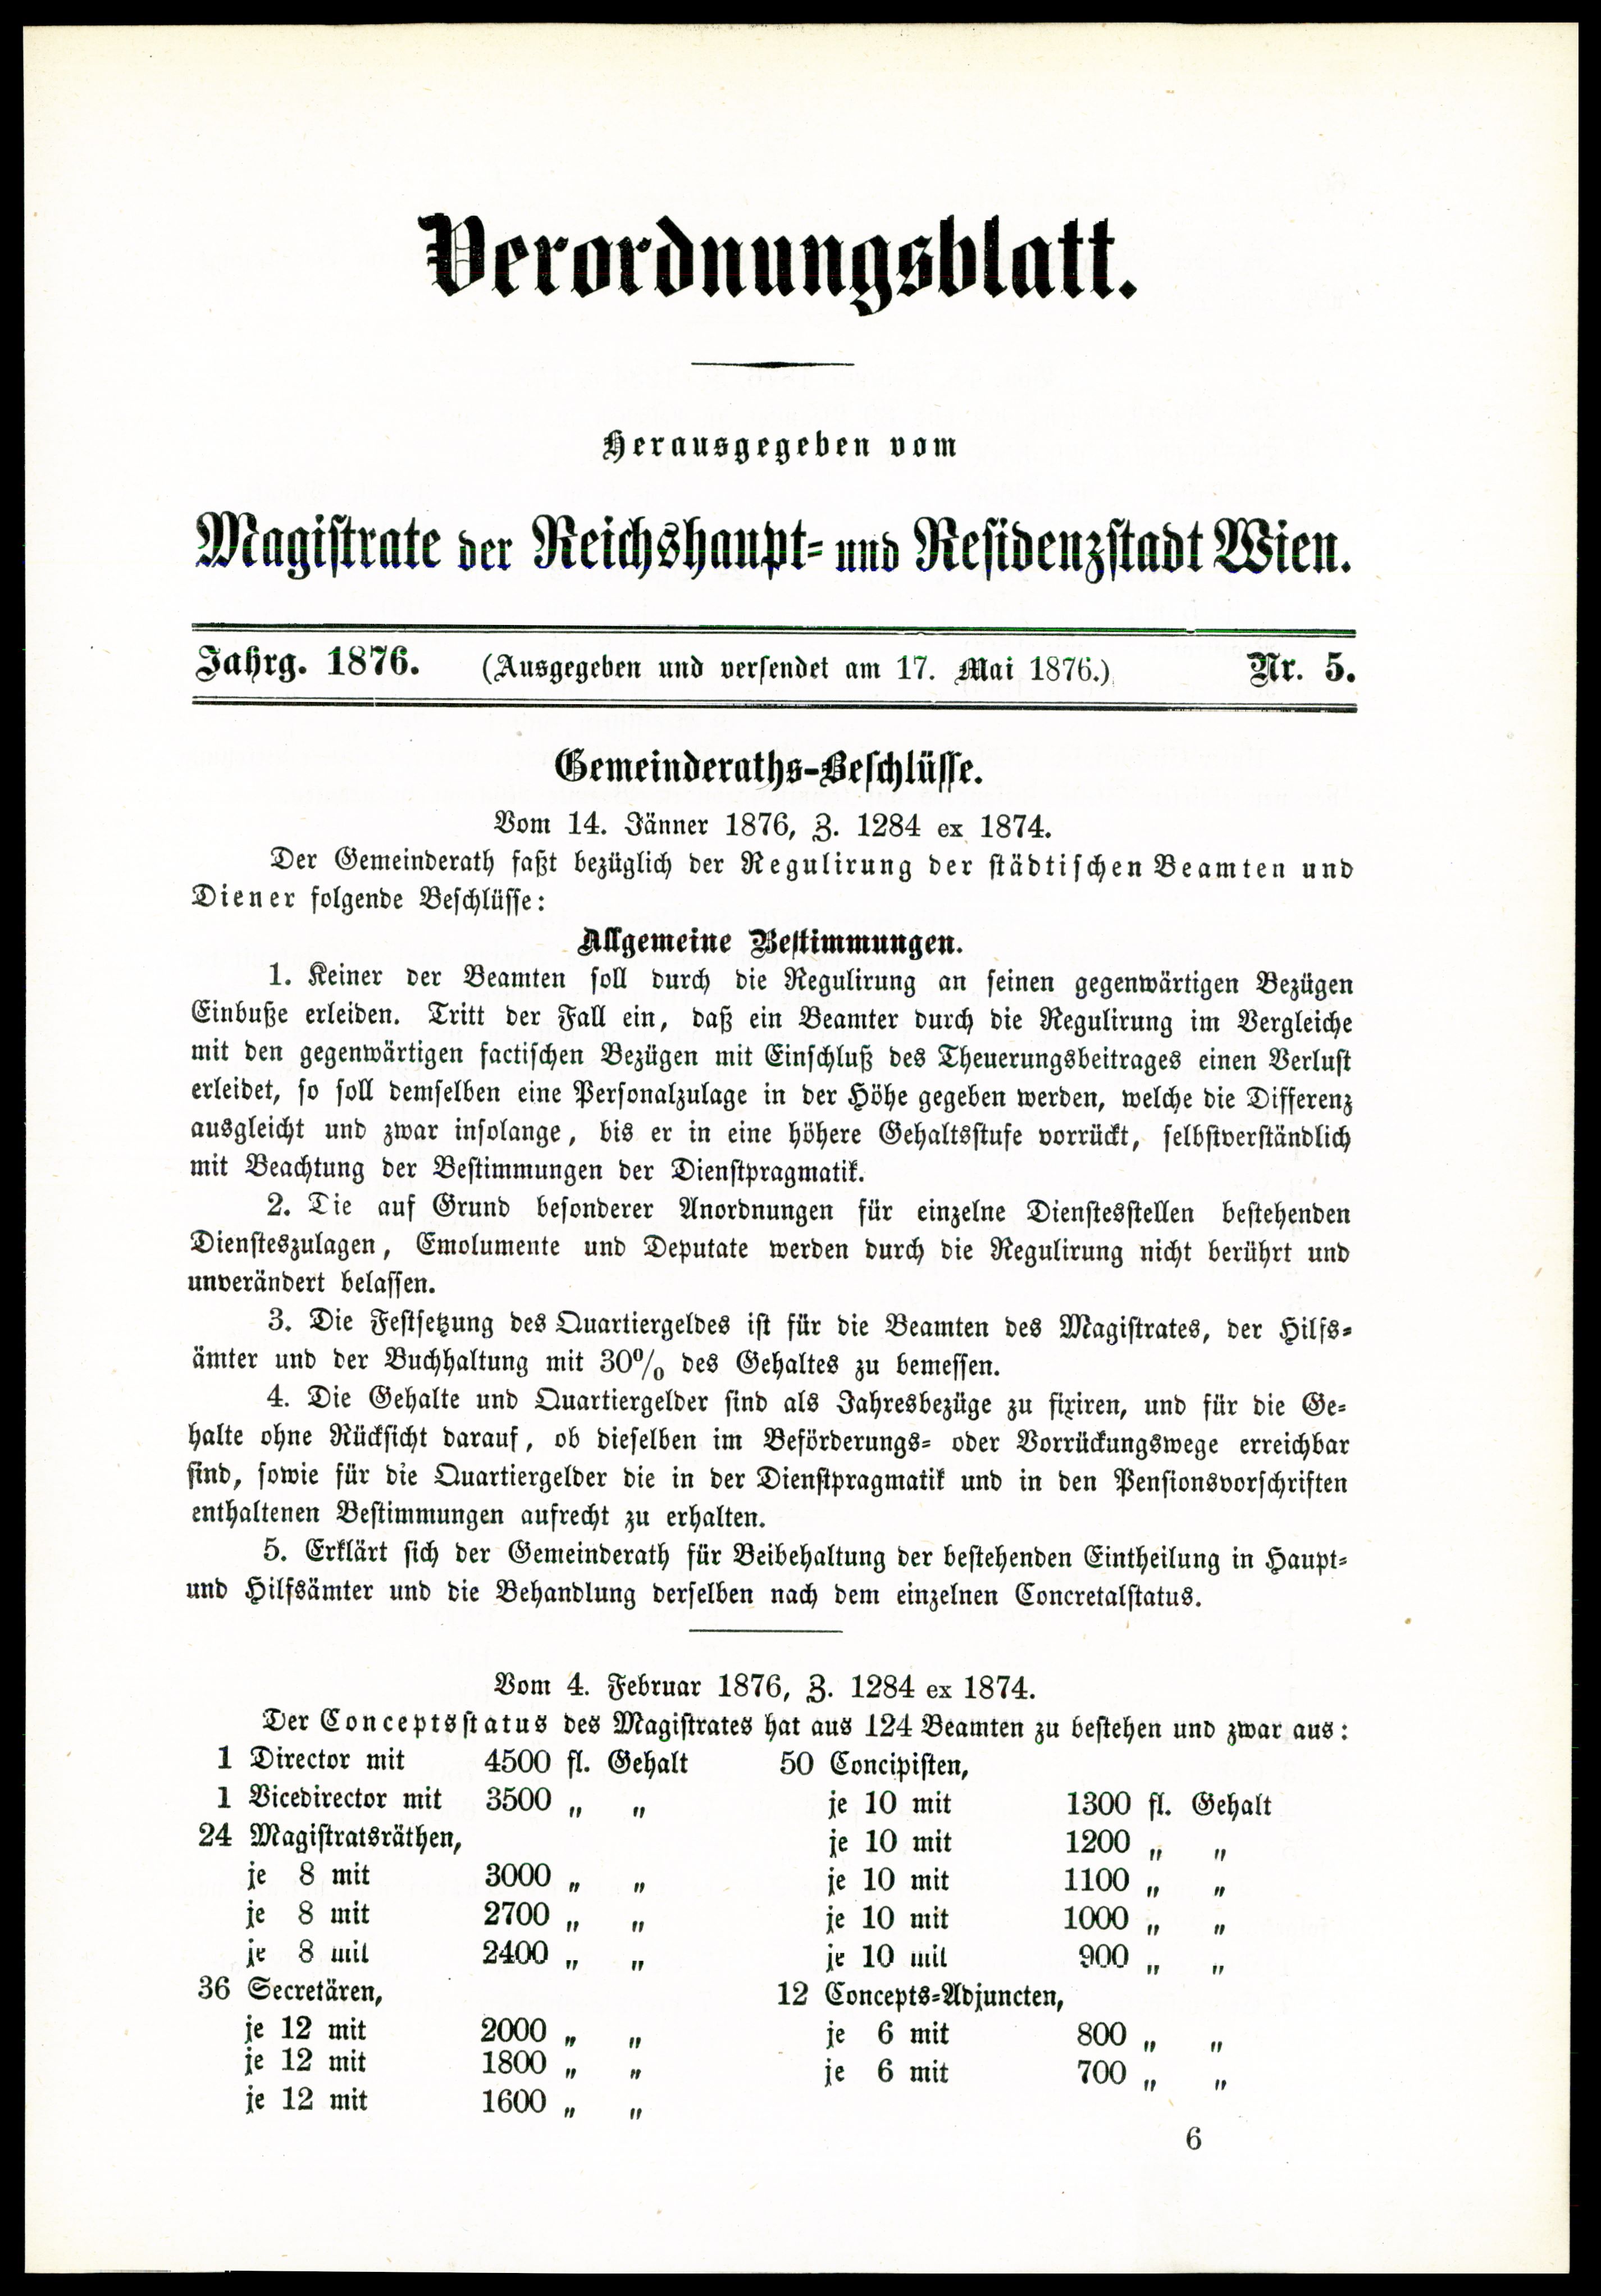 Verordnungsblatt.
Herausgegeben vom
Magistrate der Reichshaupt- und Residenzstadt Wien.
Jahrg. 1876. (Ausgegeben und versendet am 17. Mai 1876.) Nr. 5.
Gemeinderaths-Beschlüsse.
Vom 14. Jänner 1876, Z. 1284 ex 1874.
Der Gemeinderath faßt bezüglich der Regulirung der städtischen Beamten und
Diener folgende Beschlüsse:
Allgemeine Bestimmungen.
1. Keiner der Beamten soll durch die Regulirung an seinen gegenwärtigen Bezügen
Einbuße erleiden. Tritt der Fall ein, daß ein Beamter durch die Regulirung im Vergleiche
mit den gegenwärtigen factischen Bezügen mit Einschluß des Theuerungsbeitrages einen Verlust
erleidet, so soll demselben eine Personalzulage in der Höhe gegeben werden, welche die Differenz
ausgleicht und zwar insolange, bis er in eine höhere Gehaltsstufe vorrückt, selbstverständlich
mit Beachtung der Bestimmungen der Dienstpragmatik.
2. Tie auf Grund besonderer Anordnungen für einzelne Dienstesstellen bestehenden
Diensteszulagen, Emolumente und Deputate werden durch die Regulirung nicht berührt und
unverändert belassen.
3. Die Festsetzung des Quartiergeldes ist für die Beamten des Magistrates, der Hilfs-
ämter und der Buchhaltung mit 30% des Gehaltes zu bemessen.
4. Die Gehalte und Quartiergelder sind als Jahresbezüge zu fixiren, und für die Ge-
halte ohne Rücksicht darauf, ob dieselben im Beförderungs- oder Vorrückungswege erreichbar
sind, sowie für die Quartiergelder die in der Dienstpragmatik und in den Pensionsvorschriften
enthaltenen Bestimmungen aufrecht zu erhalten.
5. Erklärt sich der Gemeinderath für Beibehaltung der bestehenden Eintheilung in Haupt-
und Hilfsämter und die Behandlung derselben nach dem einzelnen Concretalstatus.
Vom 4. Februar 1876, Z. 1284 ex 1874.
Der Conceptsstatus des Magistrates hat aus 124 Beamten zu bestehen und zwar aus:
1 Director mit 4500 fl. Gehalt
1 Vicedirector mit 3500 „ „
24 Magistratsräthen,
je 8 mit 3000 „ „
je 8 mit 2700 „ „
je 8 mit 2400 „ „
36 Secretären,
je 12 mit 2000 „ „
je 12 mit 1800 „ „
je 12 mit 1600 „ „
50 Concipisten,
je 10 mit 1300 fl. Gehalt
je 10 mit 1200 „ „
je 10 mit 1100 „ „
je 10 mit 1000 „ „
je 10 mit 900 „ „
12 Concepts-Adjuncten,
je 6 mit 800 „ „
je 6 mit 700 „ „
6